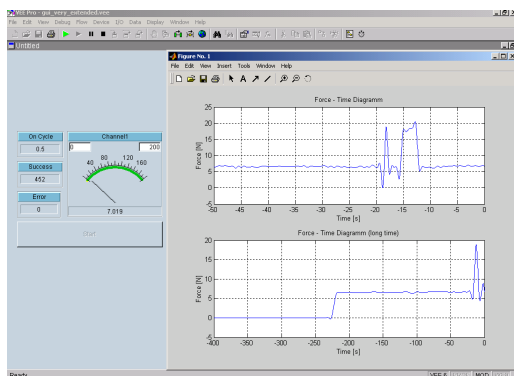 VEE Pro - gui_very_extended.vee
File Edit View Debug Flow Device I/O Data Display Window Help
Untitled
Figure No. 1
File Edit View Insert Tools Window Help
Force - Time Diagramm
Force [N]
25
20
15
10
5
0
-5
-50 -45 -40 -35 -30 -25 -20 -15 -10 -5 0
Time [s]
On Cycle
0.5
Success
452
Error
0
Channel1
0 200
40 80 120 160
7.019
Start
Force - Time Diagramm (long time)
Force [N]
20
15
10
5
0
-5
-400 -350 -300 -250 -200 -150 -100 -50 0
Time [s]
Ready
VEE 6 MOD